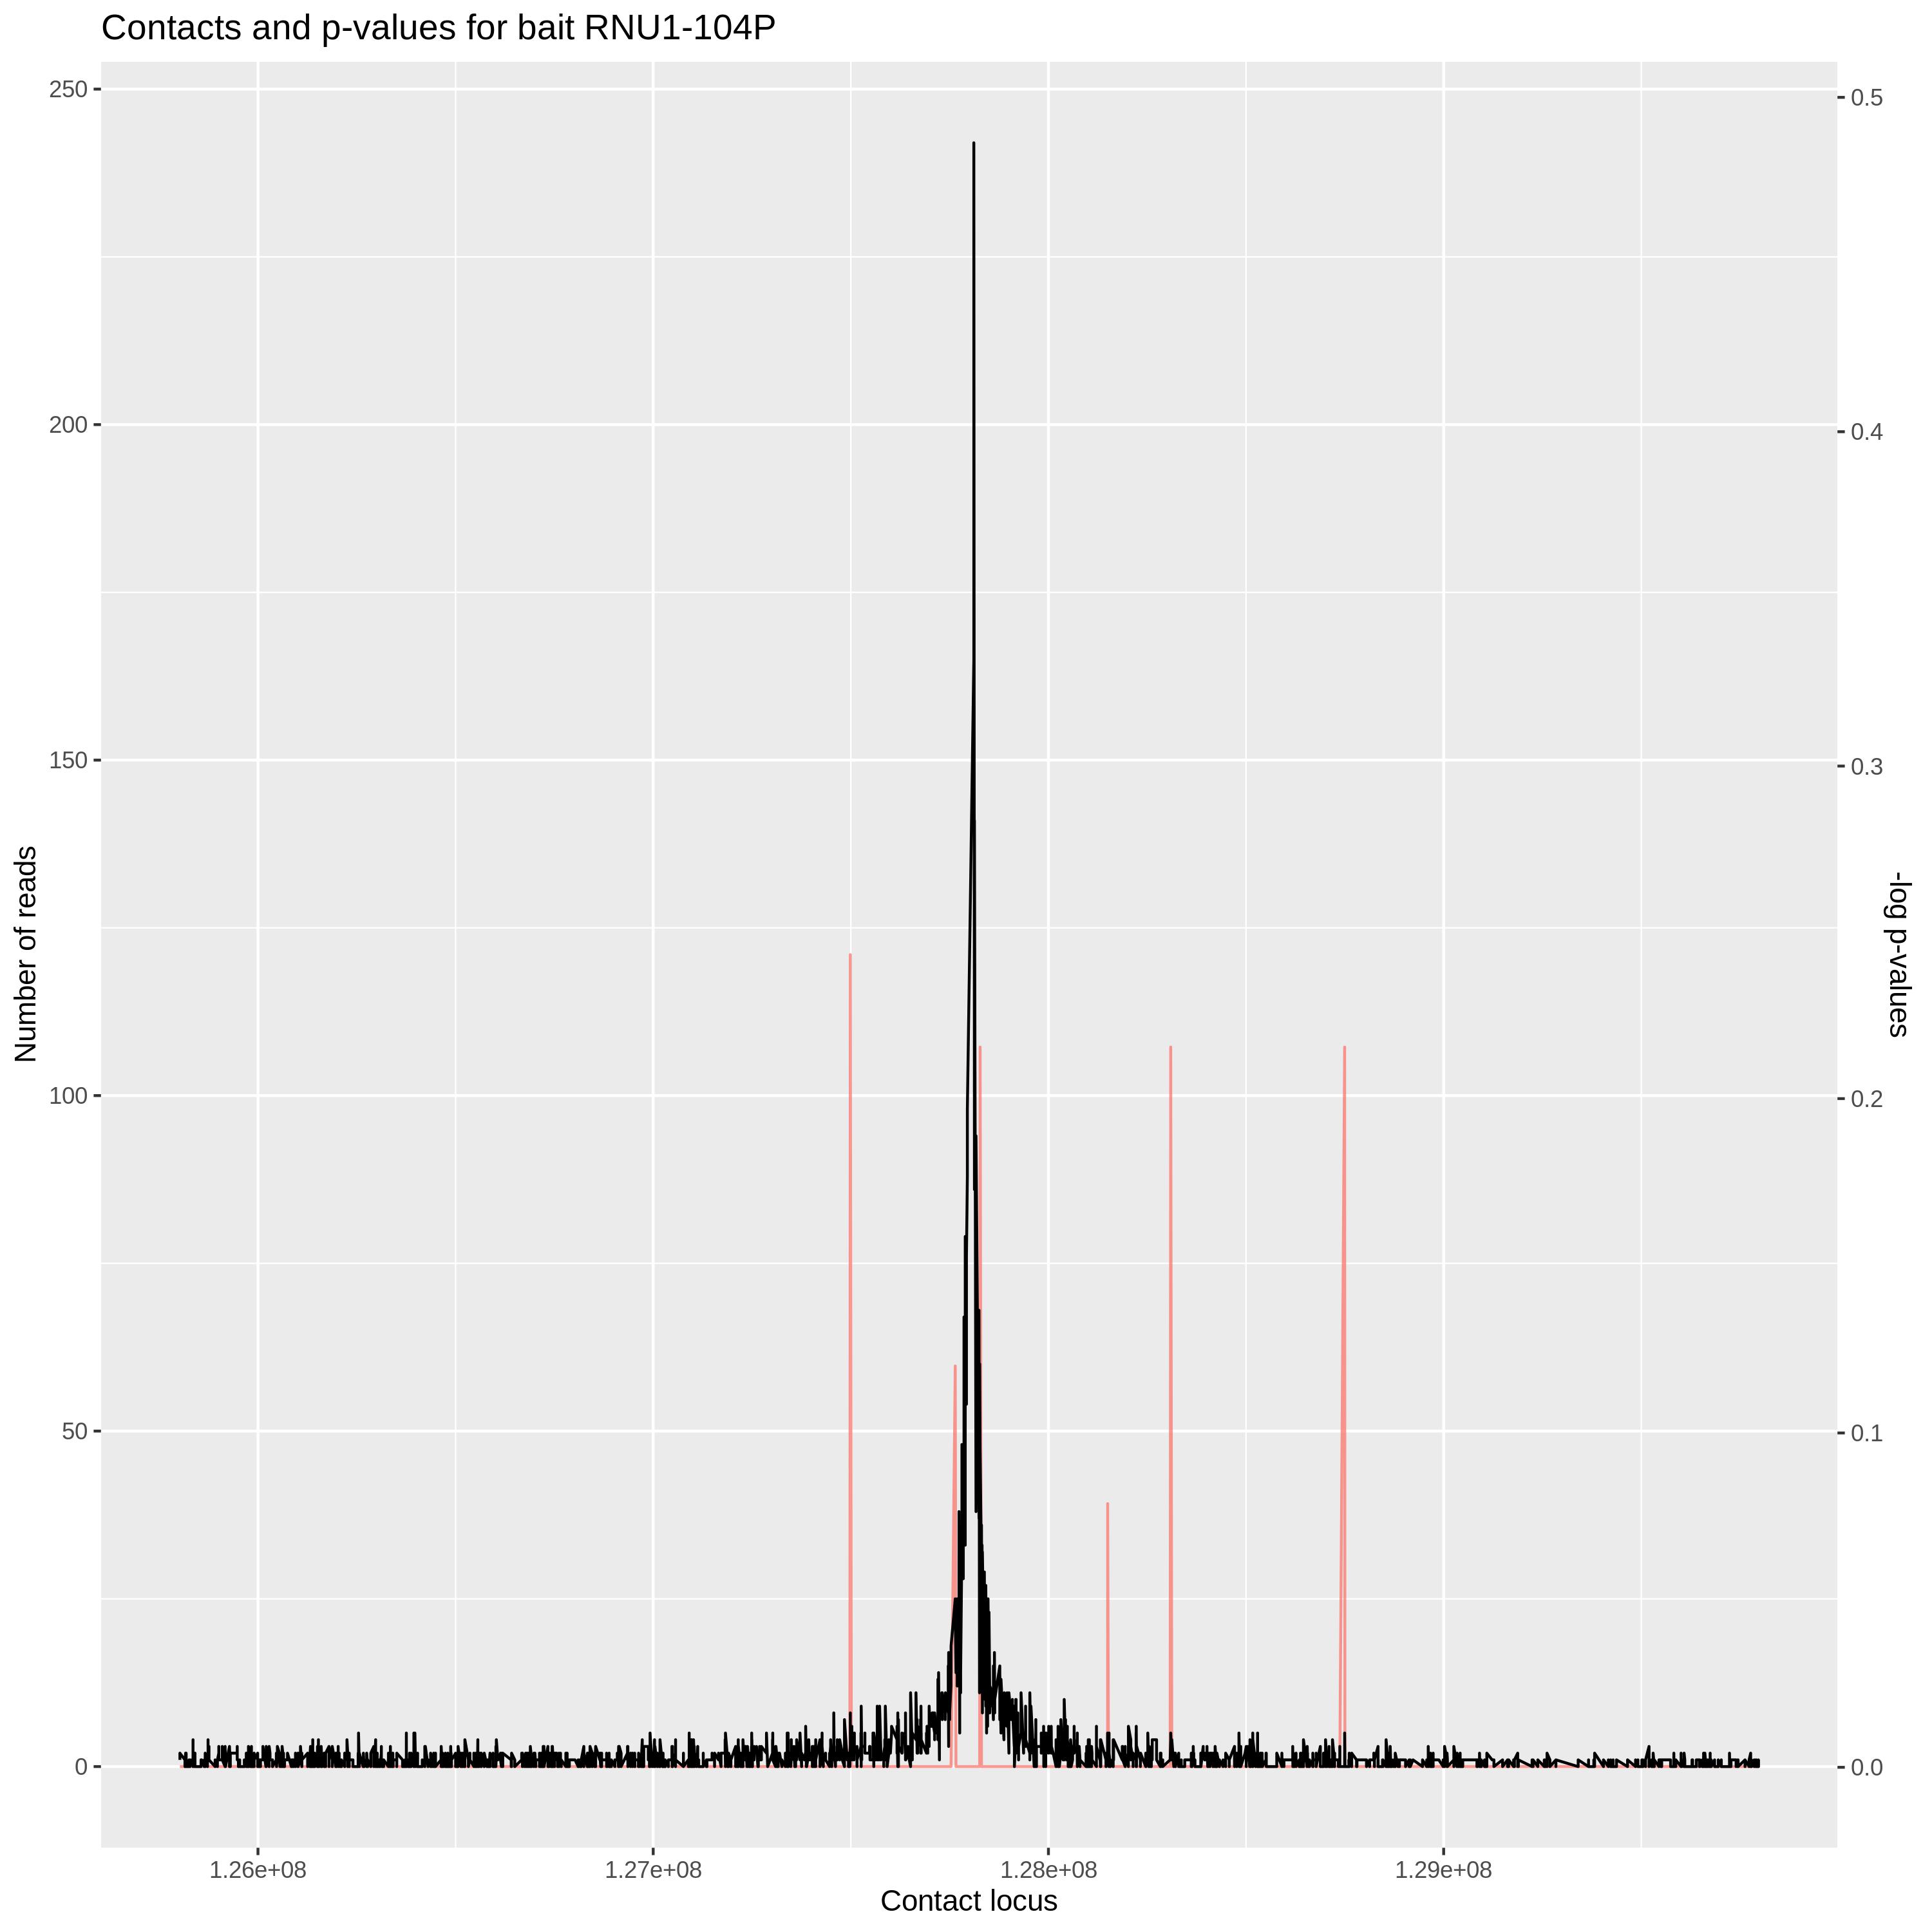 Contacts and p-values for bait RNU1-104P
250
200
150
100
50
0
Number of reads
0.5
0.4
0.3
0.2
0.1
0.0
-log p-values
1.26e+08
1.27e+08
1.28e+08
1.29e+08
Contact locus